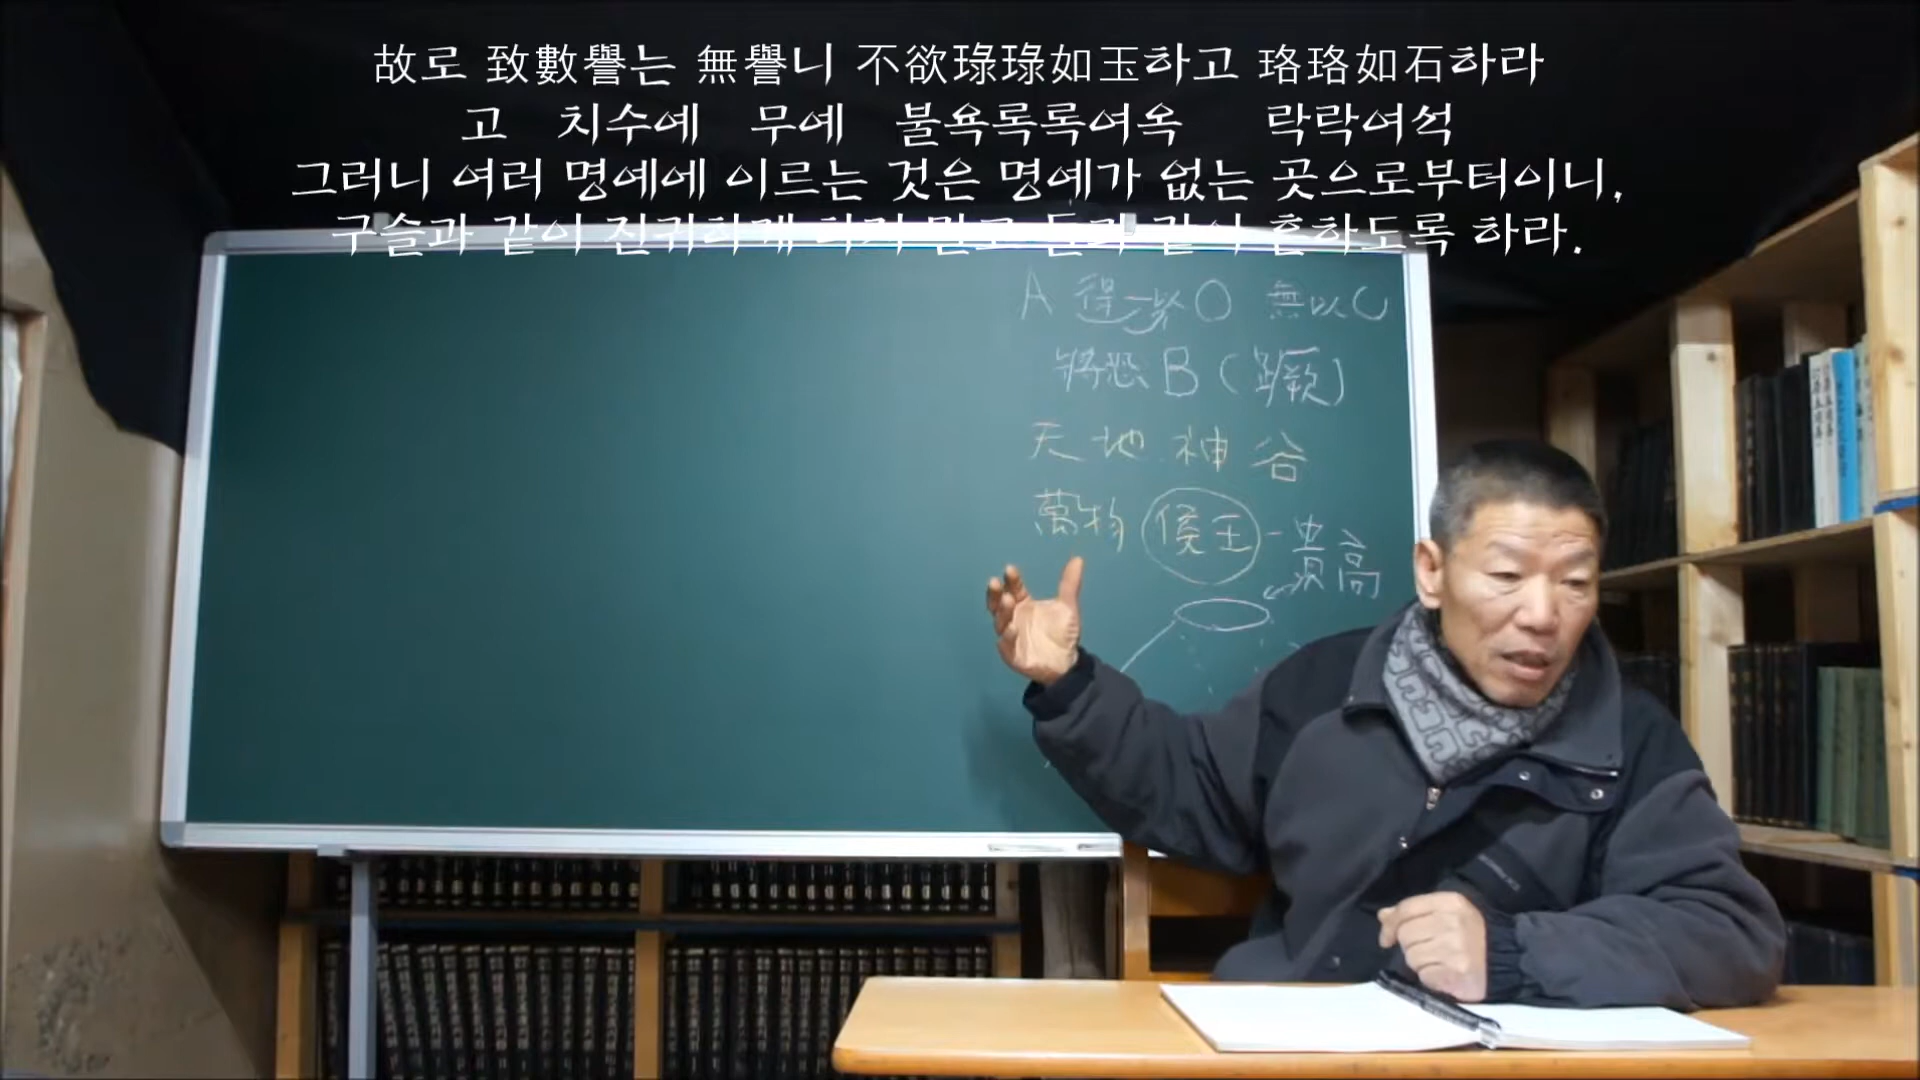 故로 致數譽는 無譽니 不欲琭琭如玉하고 珞珞如石하라
고 치수예 무예 불욕록록여옥 락락여석
그러니 여러 명예에 이르는 것은 명예가 없는 곳으로부터이니,
구슬과 같이 진귀하게 하지 말고 돌과 같이 흔하도록 하라.
A 得一以 O 無以 C
將恐 B (蹶)
天 地 神 谷
萬物 侯王 - 貴高